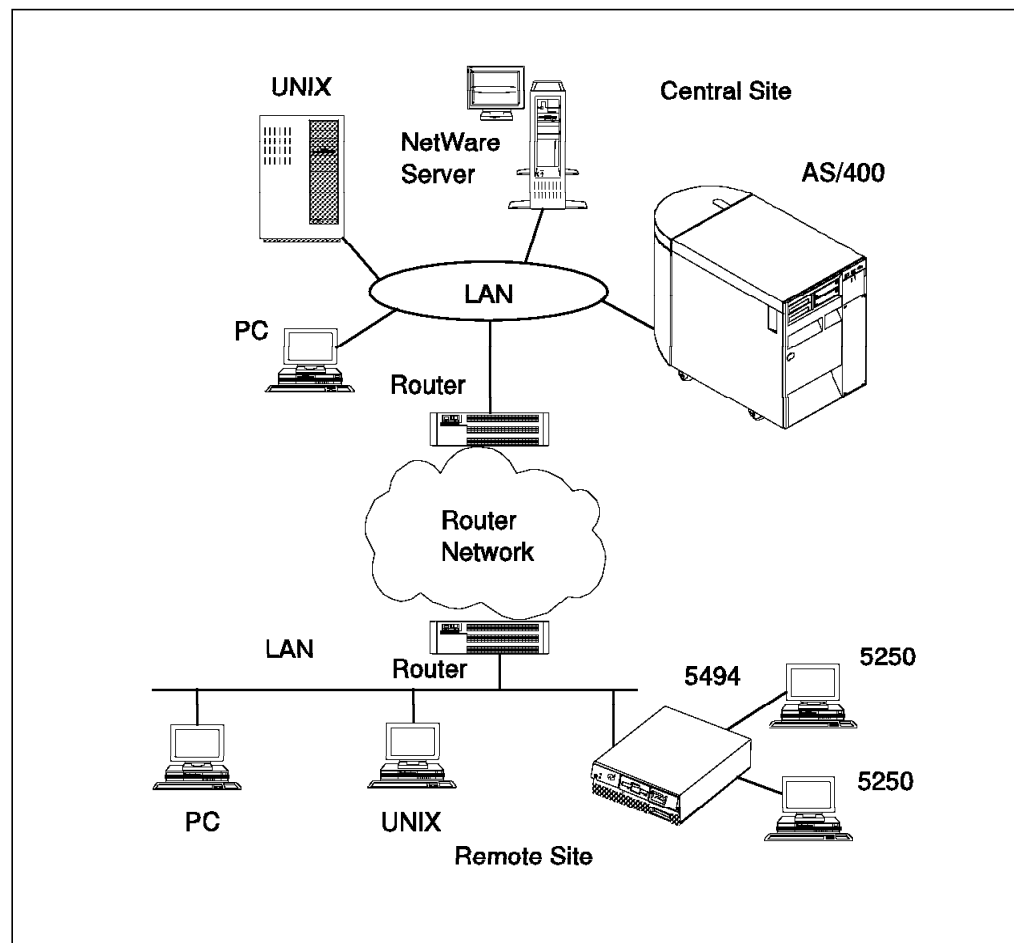 UNIX
Central Site
NetWare
Server
AS/400
LAN
PC
Router
Router
Network
LAN
Router
5494
5250
5250
PC
UNIX
Remote Site